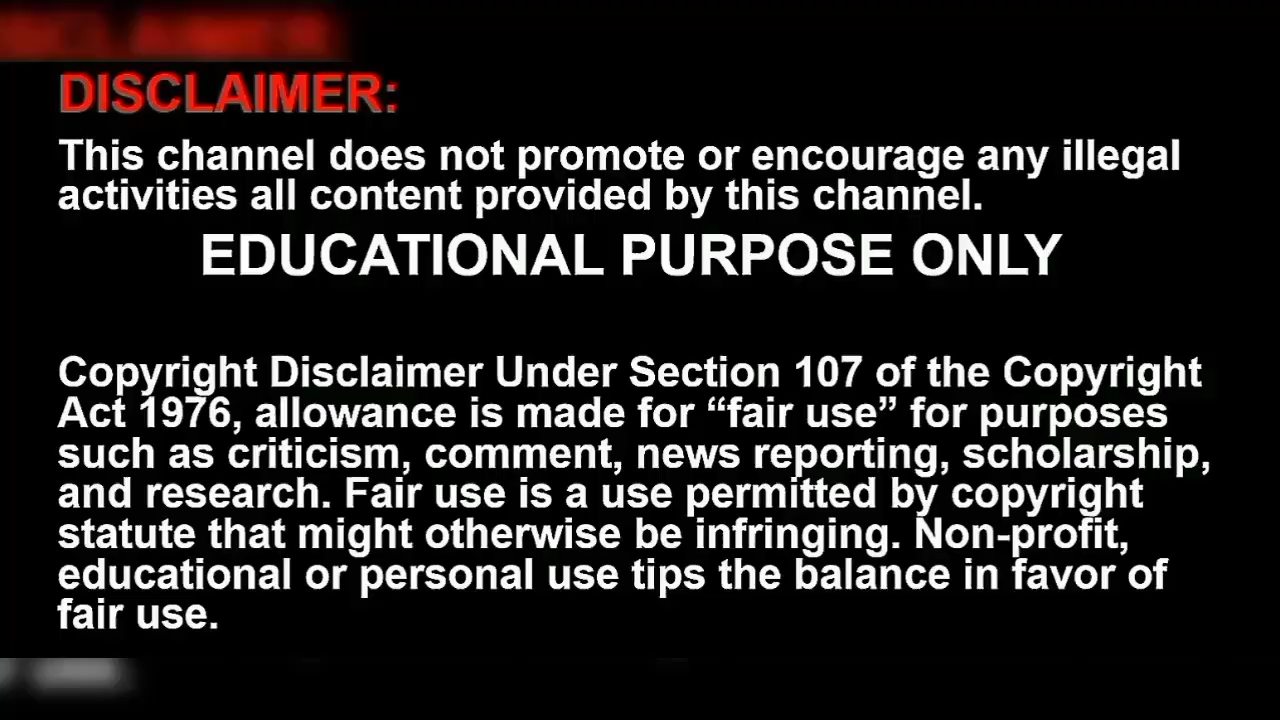 DISCLAIMER:
This channel does not promote or encourage any illegal
activities all content provided by this channel.
EDUCATIONAL PURPOSE ONLY
Copyright Disclaimer Under Section 107 of the Copyright
Act 1976, allowance is made for “fair use” for purposes
such as criticism, comment, news reporting, scholarship,
and research. Fair use is a use permitted by copyright
statute that might otherwise be infringing. Non-profit,
educational or personal use tips the balance in favor of
fair use.